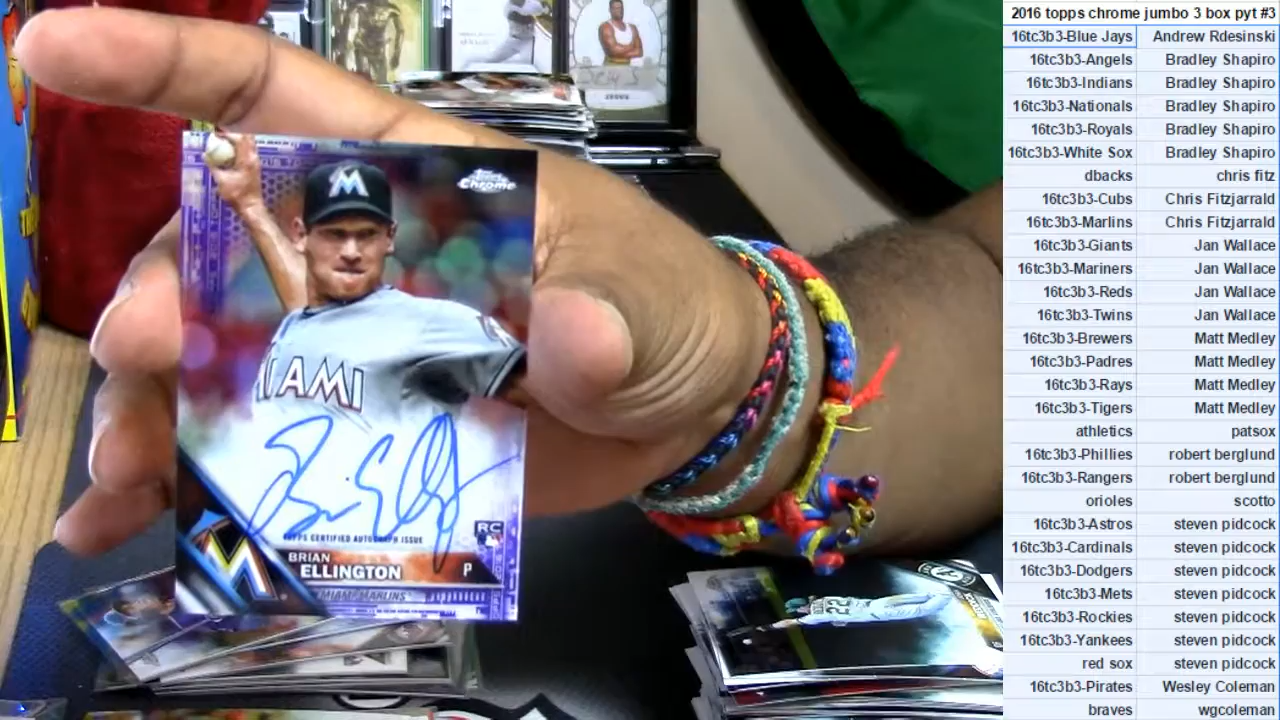 Topps
Chrome
MIAMI
TOPPS CERTIFIED AUTOGRAPH ISSUE
RC
BRIAN
ELLINGTON
P
MIAMI MARLINS
22
2016 topps chrome jumbo 3 box pyt #3
16tc3b3-Blue Jays Andrew Rdesinski
16tc3b3-Angels Bradley Shapiro
16tc3b3-Indians Bradley Shapiro
16tc3b3-Nationals Bradley Shapiro
16tc3b3-Royals Bradley Shapiro
16tc3b3-White Sox Bradley Shapiro
dbacks chris fitz
16tc3b3-Cubs Chris Fitzjarrald
16tc3b3-Marlins Chris Fitzjarrald
16tc3b3-Giants Jan Wallace
16tc3b3-Mariners Jan Wallace
16tc3b3-Reds Jan Wallace
16tc3b3-Twins Jan Wallace
16tc3b3-Brewers Matt Medley
16tc3b3-Padres Matt Medley
16tc3b3-Rays Matt Medley
16tc3b3-Tigers Matt Medley
athletics patsox
16tc3b3-Phillies robert berglund
16tc3b3-Rangers robert berglund
orioles scotto
16tc3b3-Astros steven pidcock
16tc3b3-Cardinals steven pidcock
16tc3b3-Dodgers steven pidcock
16tc3b3-Mets steven pidcock
16tc3b3-Rockies steven pidcock
16tc3b3-Yankees steven pidcock
red sox steven pidcock
16tc3b3-Pirates Wesley Coleman
braves wgcoleman